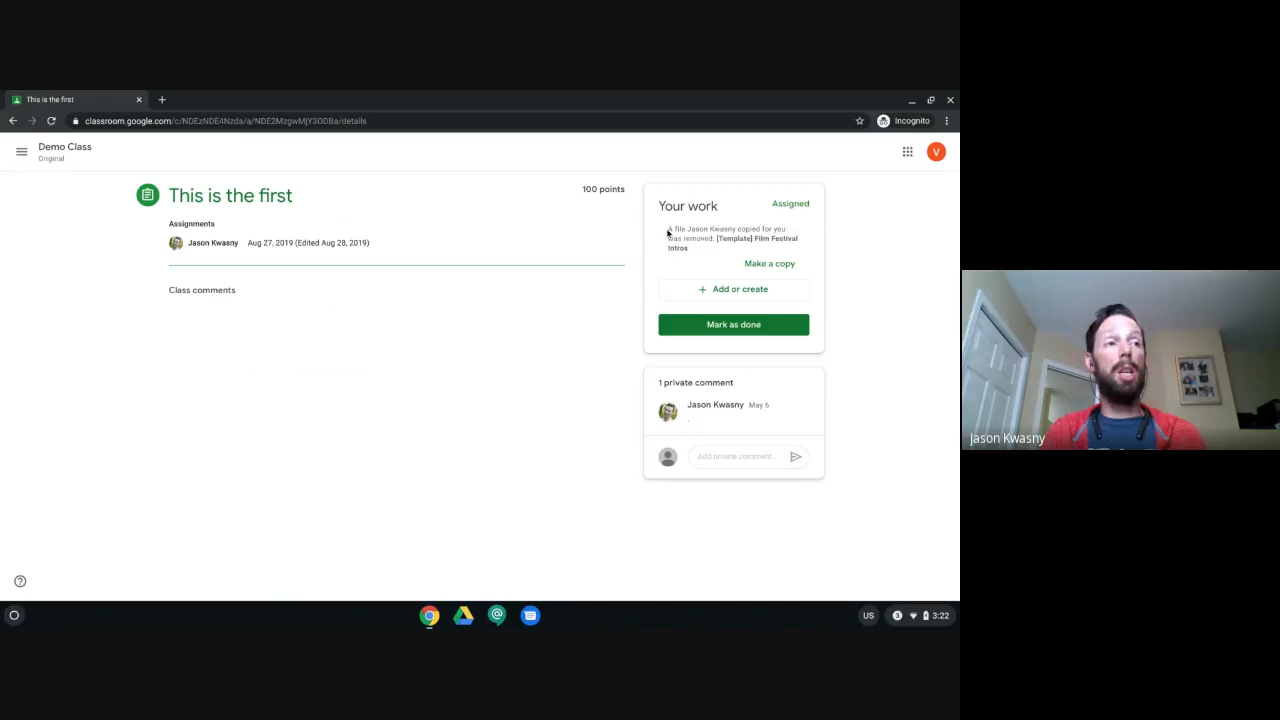 This is the first
classroom.google.com/c/NDEzNDE4Nzda/a/NDE2MzgwMjY3ODBa/details
Incognito
Demo Class
Original
V
This is the first
100 points
Assignments
Jason Kwasny Aug 27, 2019 (Edited Aug 28, 2019)
Class comments
Your work
Assigned
A file Jason Kwasny copied for you
was removed: [Template] Film Festival
Intros
Make a copy
+ Add or create
Mark as done
1 private comment
Jason Kwasny May 6
.
Add private comment...
US
3
3:22
Jason Kwasny